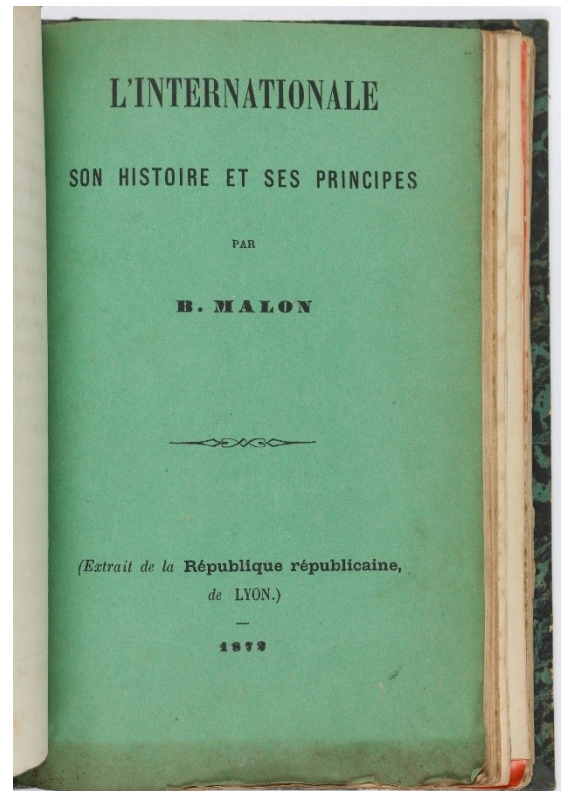 L'INTERNATIONALE
SON HISTOIRE ET SES PRINCIPES
PAR
B. MALON
(Extrait de la République républicaine,
de LYON.)
1872